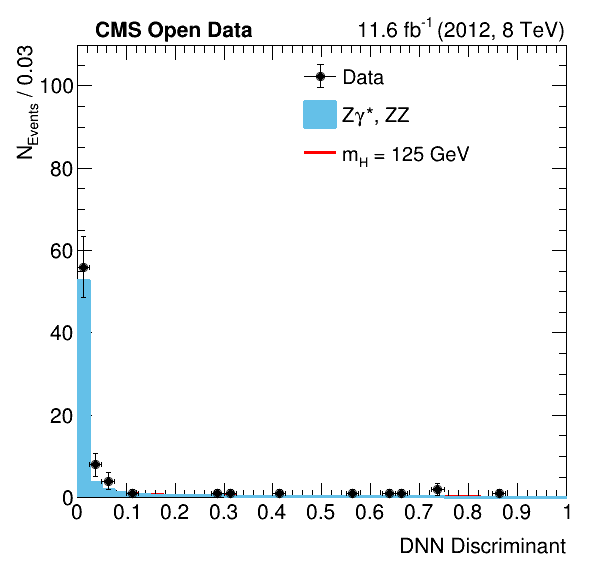 CMS Open Data 11.6 fb⁻¹ (2012, 8 TeV)
N_Events / 0.03
Data
Zγ*, ZZ
m_H = 125 GeV
100
80
60
40
20
0
0 0.1 0.2 0.3 0.4 0.5 0.6 0.7 0.8 0.9 1
DNN Discriminant